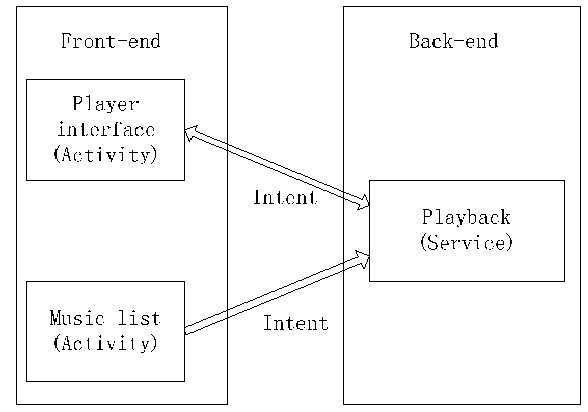 Front-end
Back-end
Player
interface
(Activity)
Intent
Playback
(Service)
Music list
(Activity)
Intent